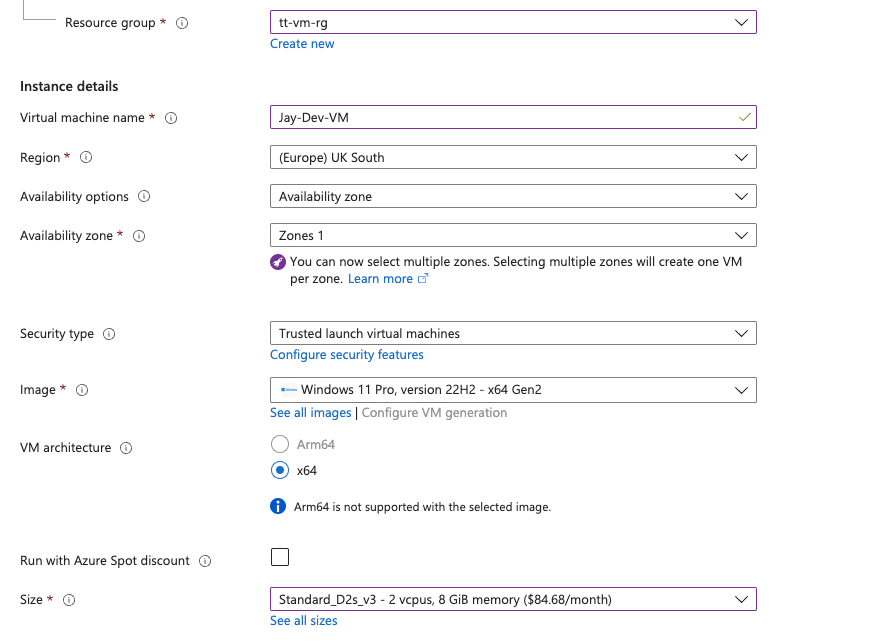 Resource group *
tt-vm-rg
Create new
Instance details
Virtual machine name *
Jay-Dev-VM
Region *
(Europe) UK South
Availability options
Availability zone
Availability zone *
Zones 1
You can now select multiple zones. Selecting multiple zones will create one VM
per zone. Learn more
Security type
Trusted launch virtual machines
Configure security features
Image *
Windows 11 Pro, version 22H2 - x64 Gen2
See all images | Configure VM generation
VM architecture
Arm64
x64
Arm64 is not supported with the selected image.
Run with Azure Spot discount
Size *
Standard_D2s_v3 - 2 vcpus, 8 GiB memory ($84.68/month)
See all sizes